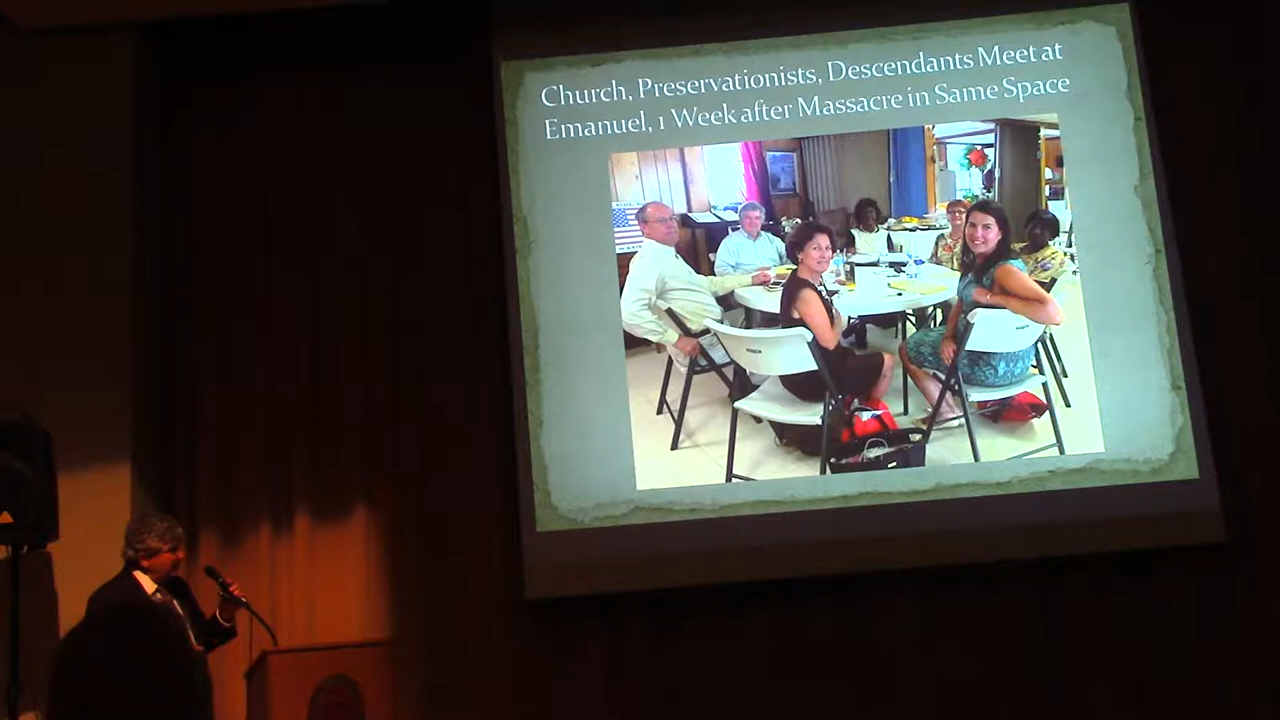 Church, Preservationists, Descendants Meet at
Emanuel, 1 Week after Massacre in Same Space